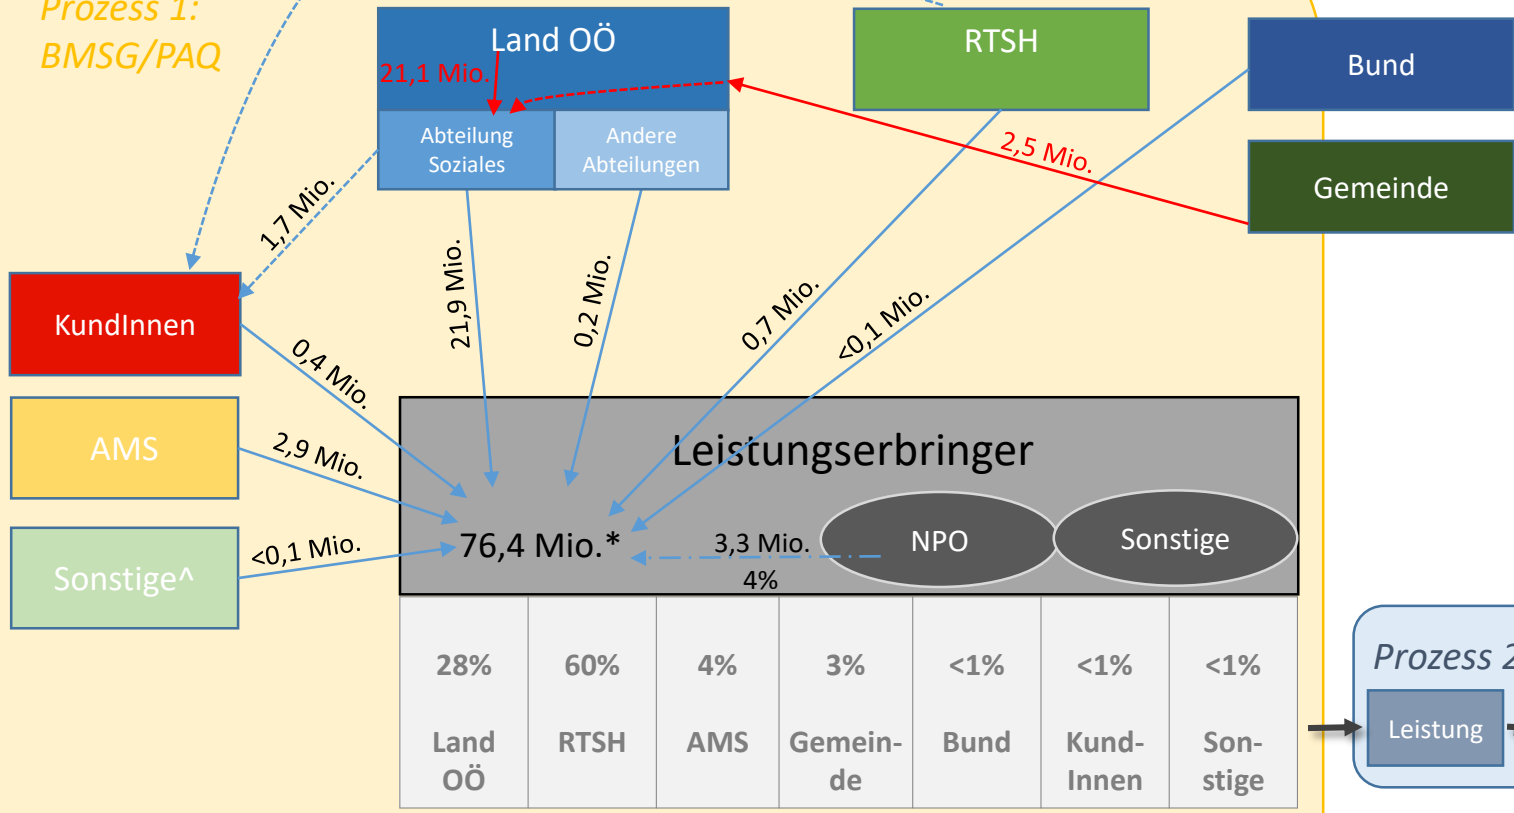 Prozess 1:
BMSG/PAQ
Land OÖ
21,1 Mio.
Abteilung
Soziales
Andere
Abteilungen
RTSH
Bund
Gemeinde
2,5 Mio.
1,7 Mio.
21,9 Mio.
0,2 Mio.
0,7 Mio.
<0,1 Mio.
KundInnen
0,4 Mio.
AMS
2,9 Mio.
Sonstige^
<0,1 Mio.
Leistungserbringer
76,4 Mio.*
3,3 Mio.
4%
NPO
Sonstige
28% 60% 4% 3% <1% <1% <1%
Land RTSH AMS Gemein- Bund Kund- Son-
OÖ de Innen stige
Prozess 2
Leistung